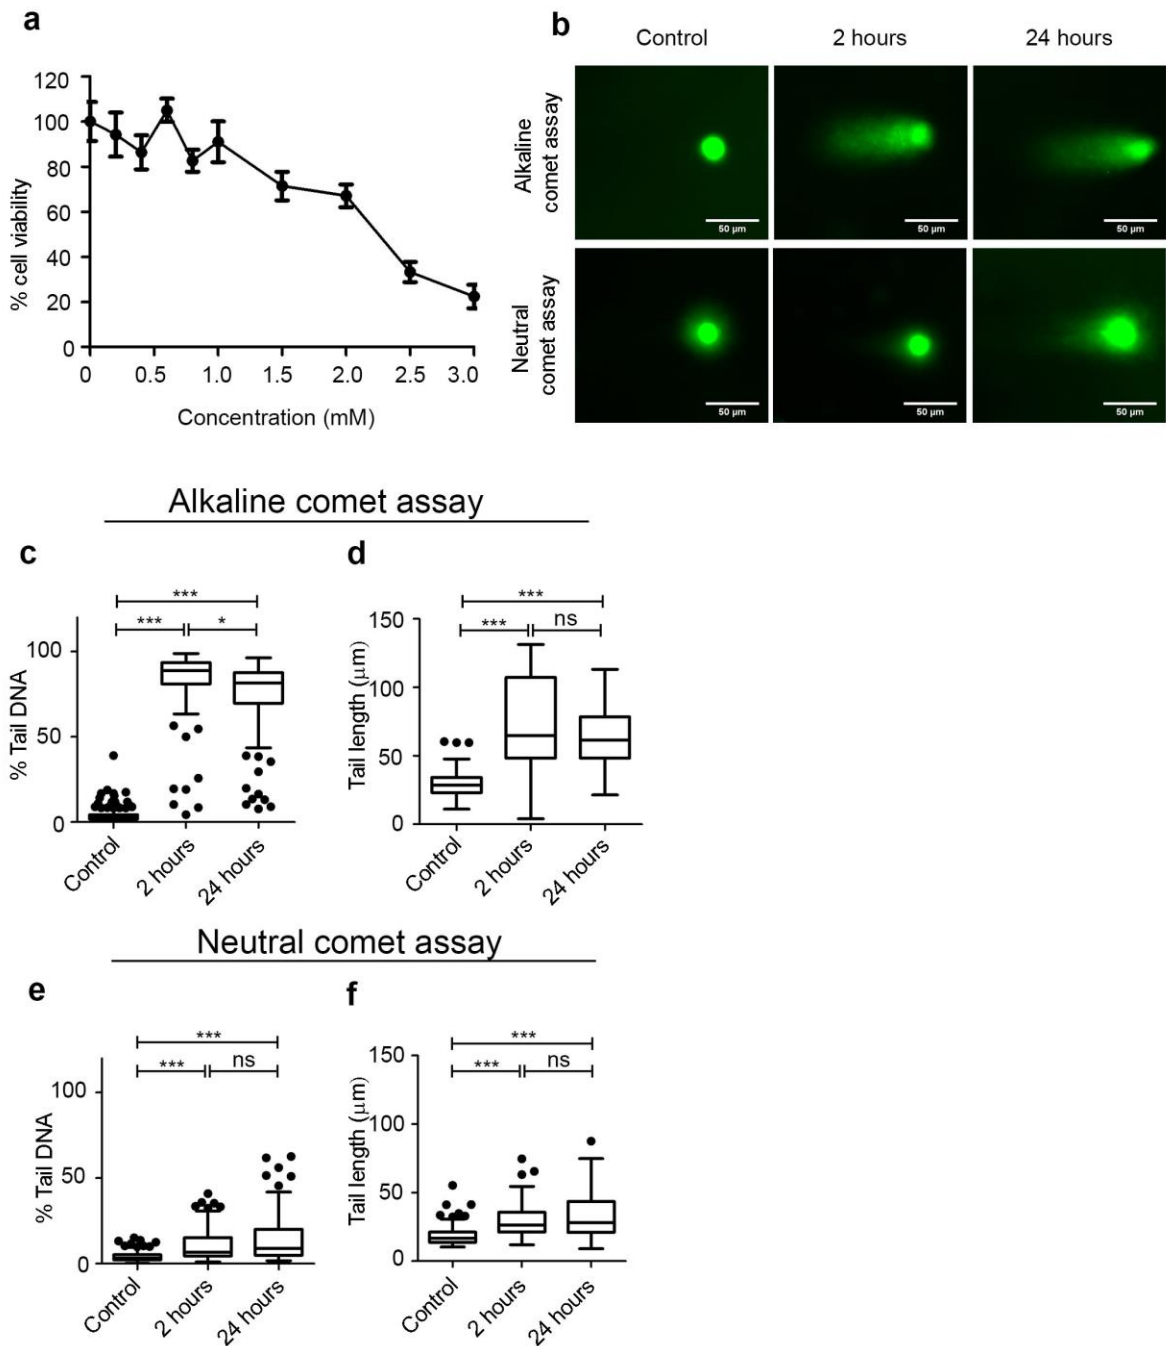 a
120
100
80
60
40
20
0
% cell viability
0 0.5 1.0 1.5 2.0 2.5 3.0
Concentration (mM)
b
Control 2 hours 24 hours
Alkaline
comet assay
50 µm 50 µm 50 µm
Neutral
comet assay
50 µm 50 µm 50 µm
Alkaline comet assay
c
***
*** *
100
50
0
% Tail DNA
Control 2 hours 24 hours
d
***
*** ns
150
100
50
0
Tail length (µm)
Control 2 hours 24 hours
Neutral comet assay
e
***
*** ns
100
50
0
% Tail DNA
Control 2 hours 24 hours
f
***
*** ns
150
100
50
0
Tail length (µm)
Control 2 hours 24 hours